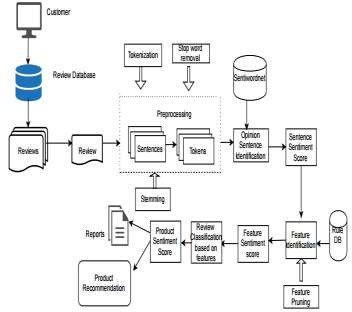 Customer
Review Database
Tokenization
Stop word
removal
Sentiwordnet
Preprocessing
Reviews
Review
Sentences
Tokens
Opinion
Sentence
Identification
Sentence
Sentiment
Score
Stemming
Reports
Product
Sentiment
Score
Review
Classification
based on
features
Feature
Sentiment
score
Feature
Identification
Rule
DB
Product
Recommendation
Feature
Pruning